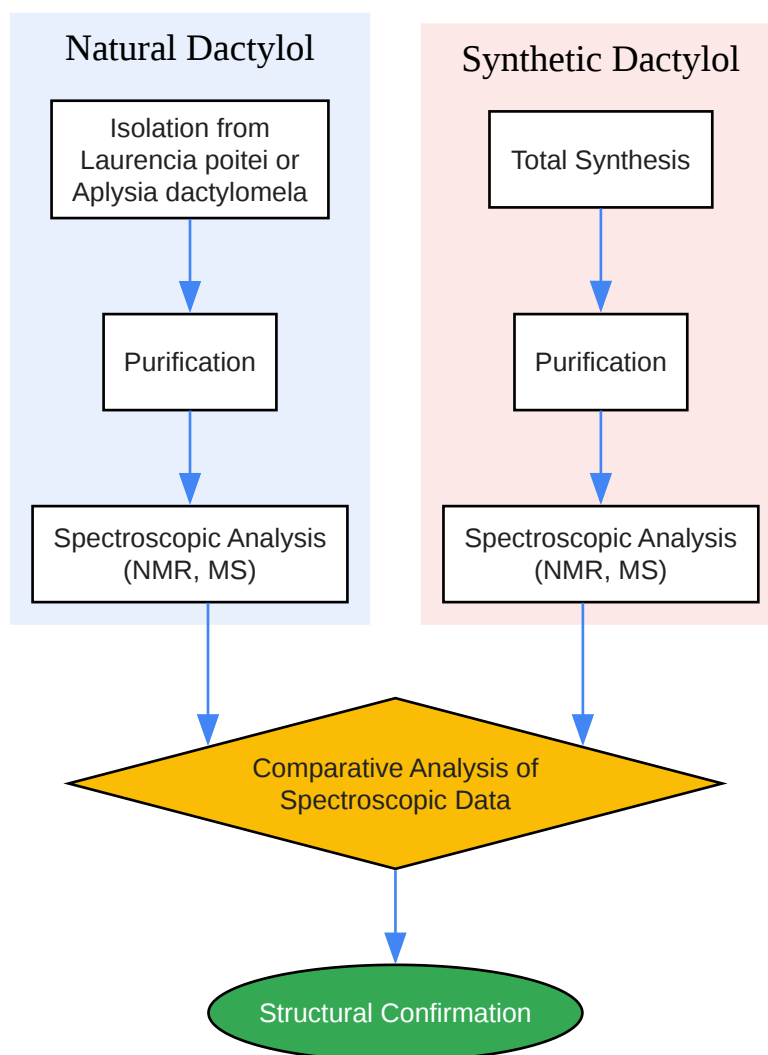 Natural Dactylol
Isolation from
Laurencia poitei or
Aplysia dactylomela
Purification
Spectroscopic Analysis
(NMR, MS)
Synthetic Dactylol
Total Synthesis
Purification
Spectroscopic Analysis
(NMR, MS)
Comparative Analysis of
Spectroscopic Data
Structural Confirmation